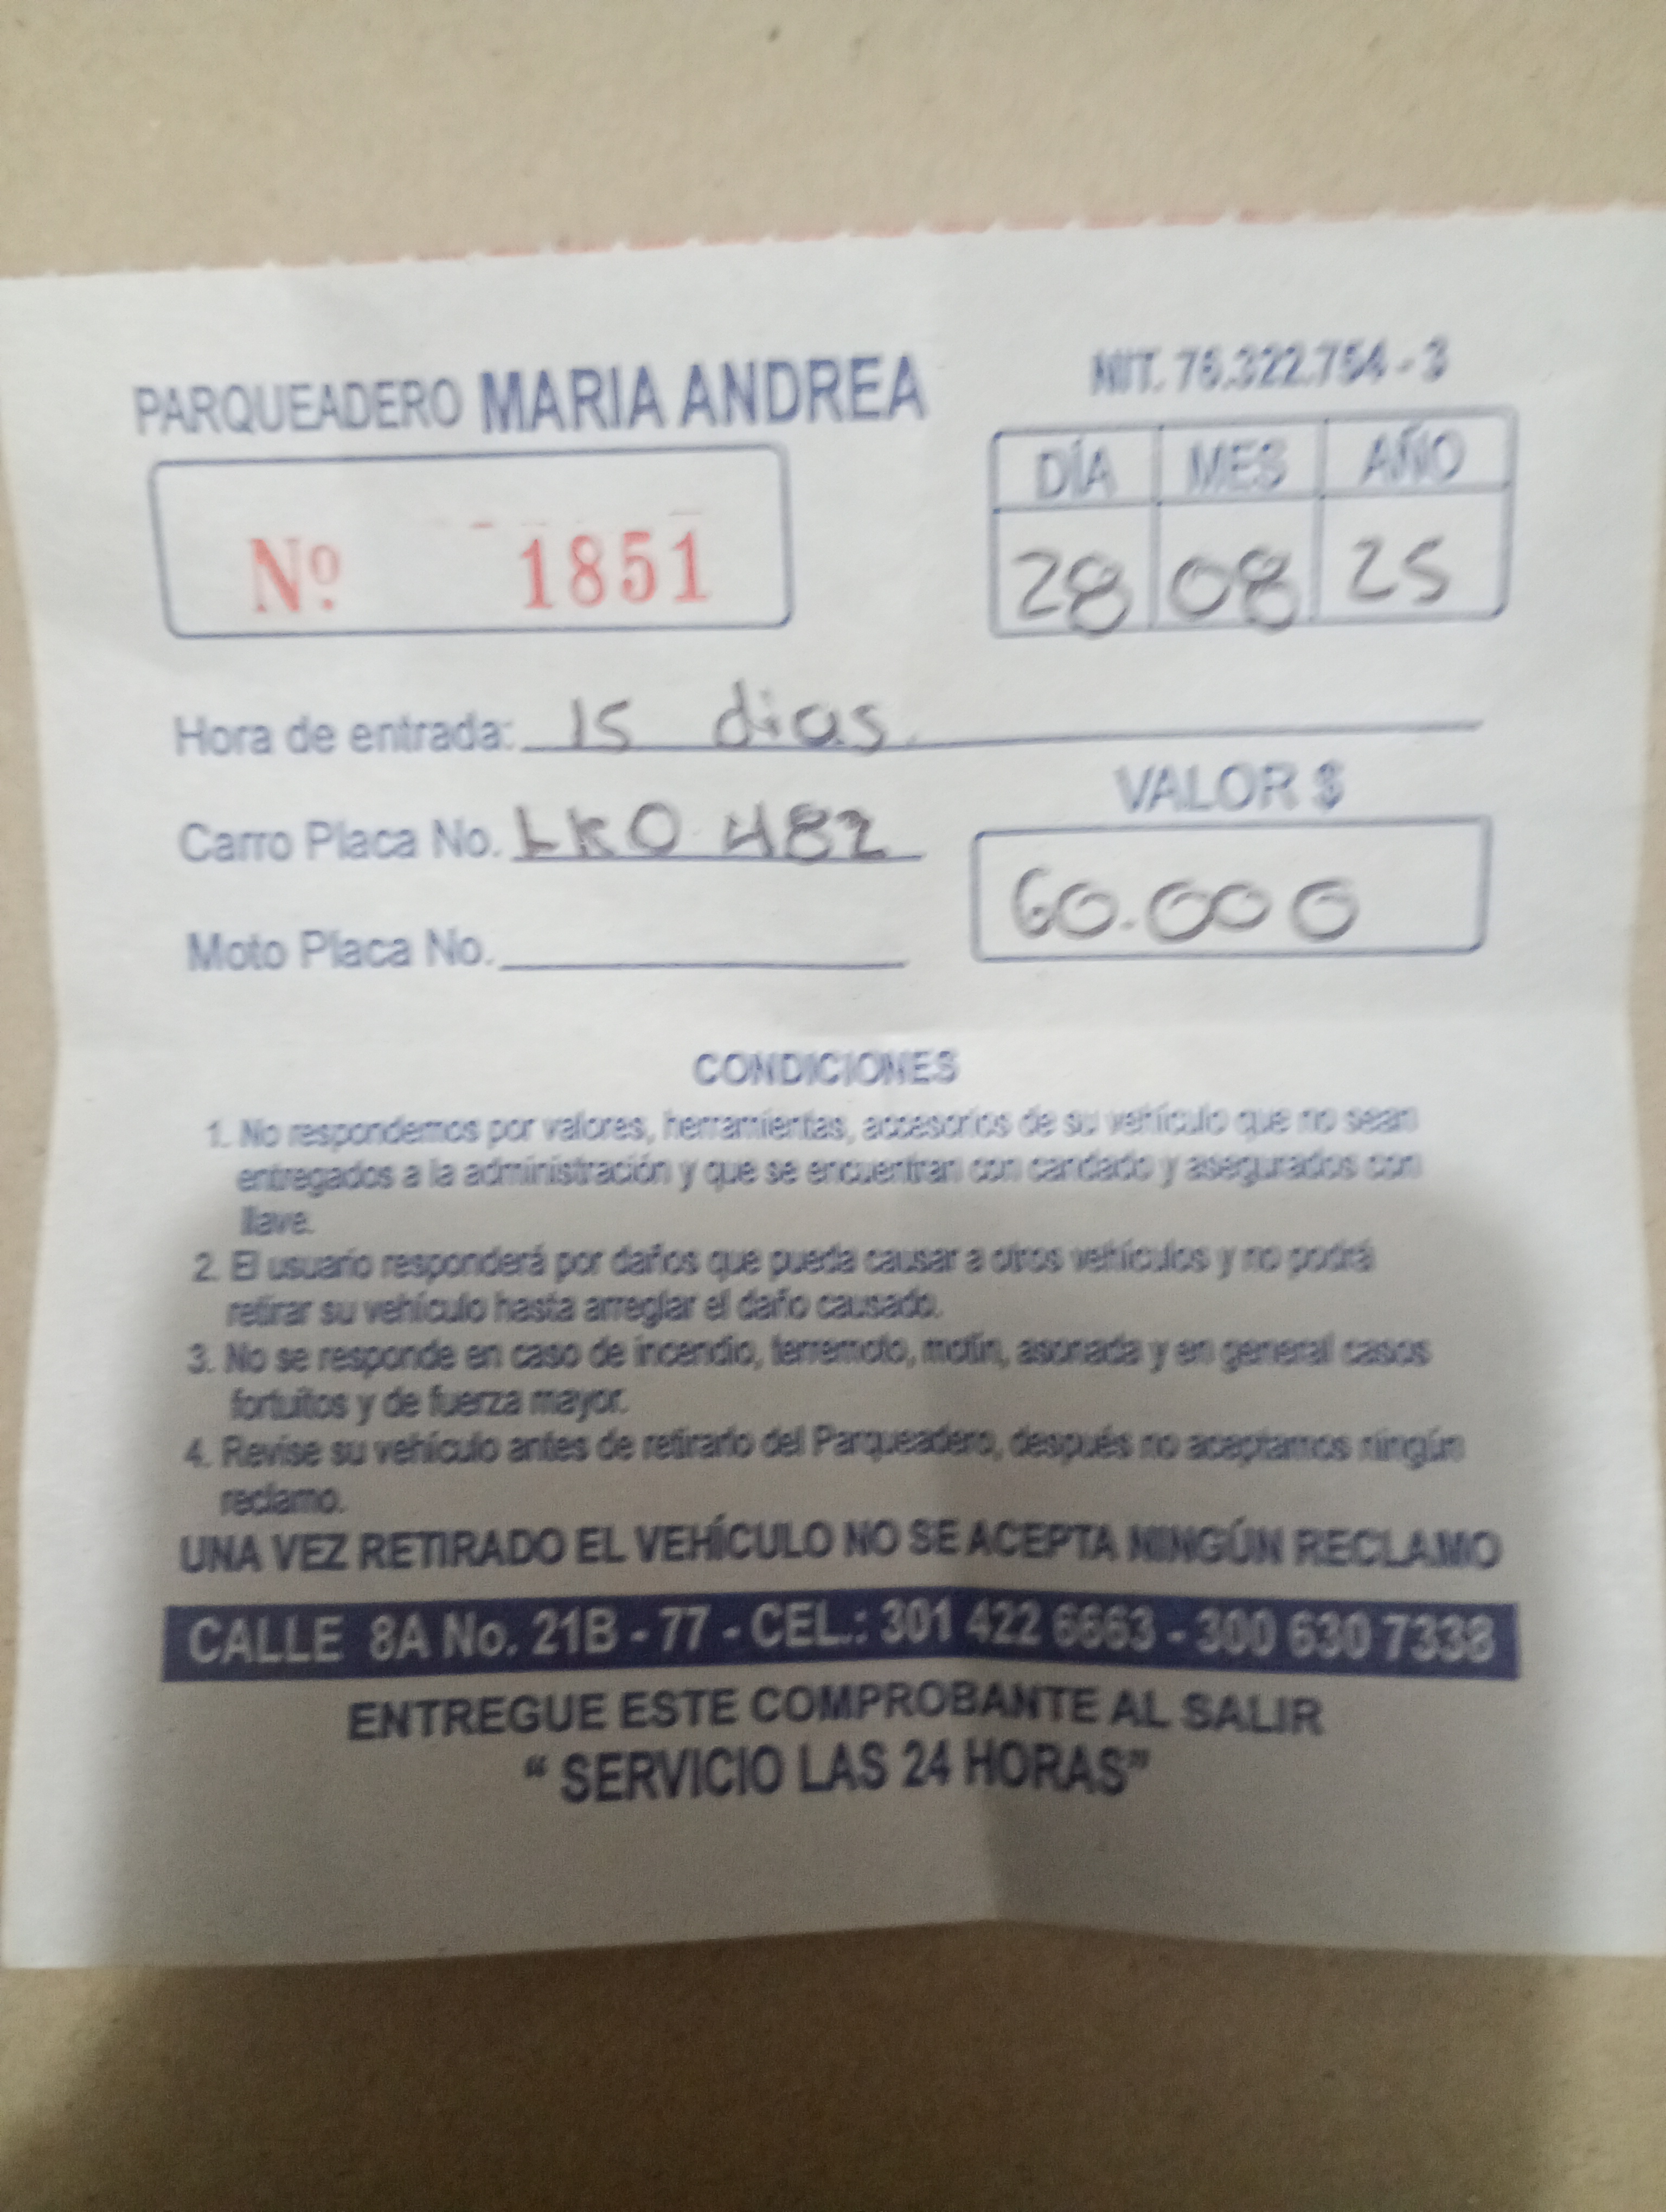 PARQUEADERO MARIA ANDREA
NIT. 76.322.754 - 3
Nº 1851
DÍA MES AÑO
28 08 25
Hora de entrada: 15 dias
Carro Placa No. LKO 482
VALOR $
60.000
Moto Placa No.
CONDICIONES
1. No respondemos por valores, herramientas, accesorios de su vehículo que no sean
entregados a la administración y que se encuentran con candado y asegurados con
llave.
2. El usuario responderá por daños que pueda causar a otros vehículos y no podrá
retirar su vehículo hasta arreglar el daño causado.
3. No se responde en caso de incendio, terremoto, motín, asonada y en general casos
fortuitos y de fuerza mayor.
4. Revise su vehículo antes de retirarlo del Parqueadero, después no aceptamos ningún
reclamo.
UNA VEZ RETIRADO EL VEHÍCULO NO SE ACEPTA NINGÚN RECLAMO
CALLE 8A No. 21B - 77 - CEL.: 301 422 6663 - 300 630 7338
ENTREGUE ESTE COMPROBANTE AL SALIR
“ SERVICIO LAS 24 HORAS”